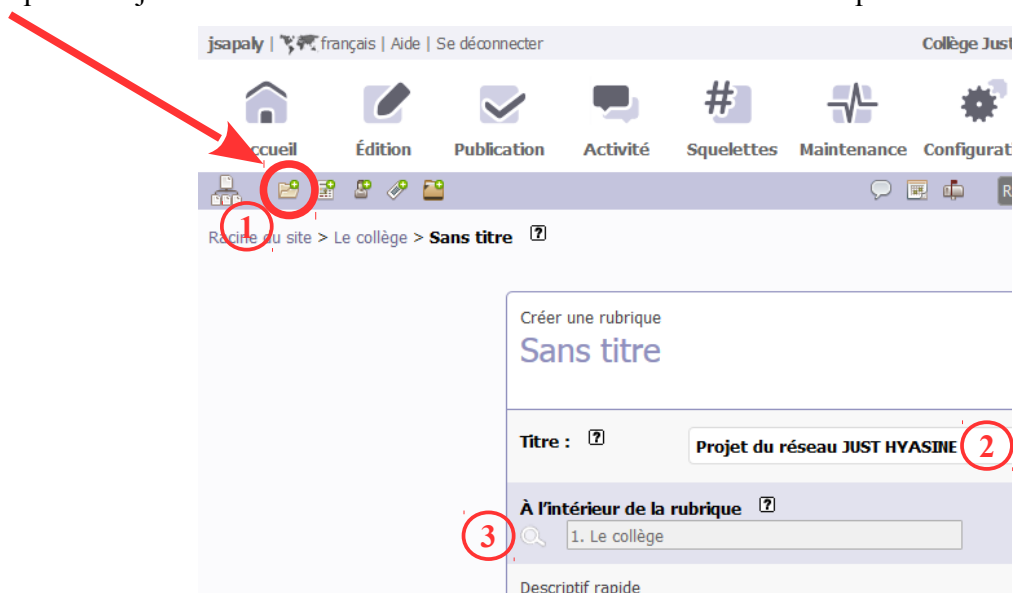 jsapaly | français | Aide | Se déconnecter Collège Just
Accueil Édition Publication Activité Squelettes Maintenance Configurat
R
1
Racine du site > Le collège > Sans titre ?
Créer une rubrique
Sans titre
Titre : ? Projet du réseau JUST HYASINE 2
À l’intérieur de la rubrique ?
3 1. Le collège
Descriptif rapide